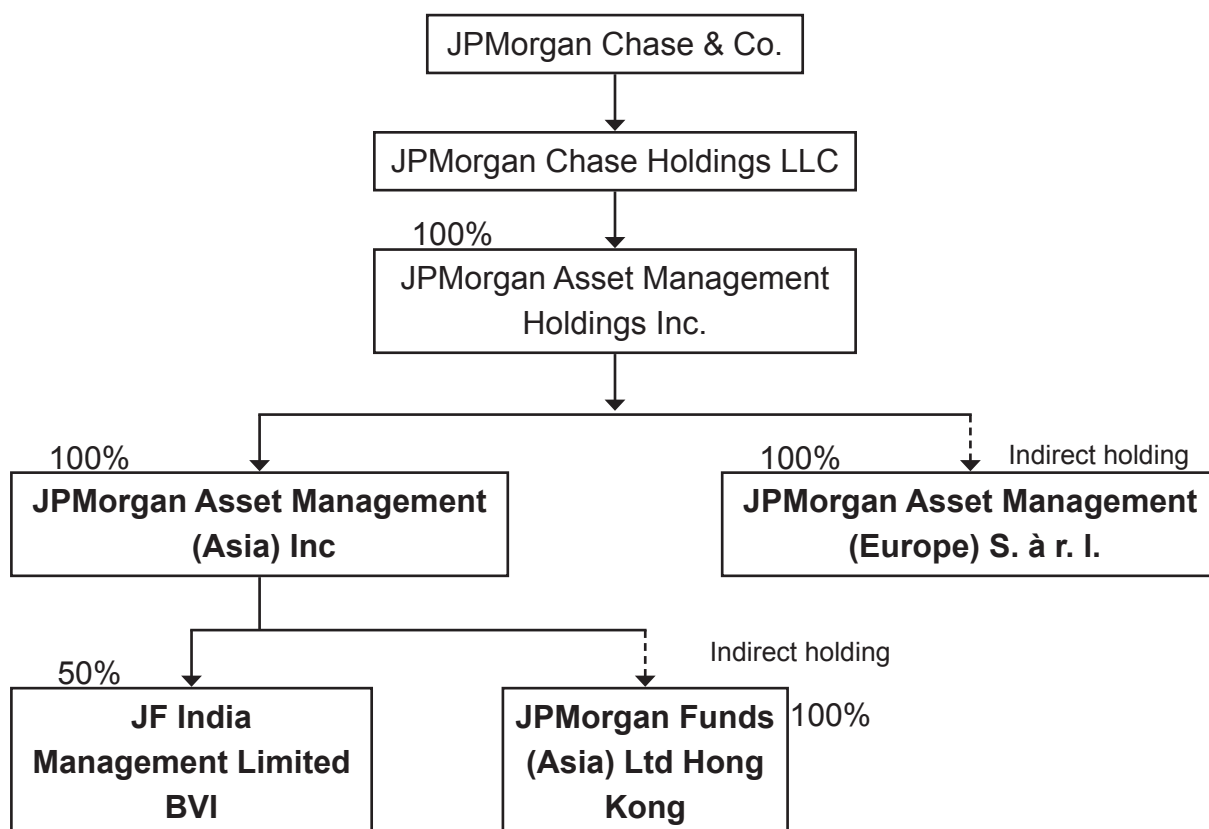 JPMorgan Chase & Co.
JPMorgan Chase Holdings LLC
100%
JPMorgan Asset Management
Holdings Inc.
100%
JPMorgan Asset Management
(Asia) Inc
100%
Indirect holding
JPMorgan Asset Management
(Europe) S. à r. l.
50%
JF India
Management Limited
BVI
Indirect holding
JPMorgan Funds
(Asia) Ltd Hong
Kong
100%